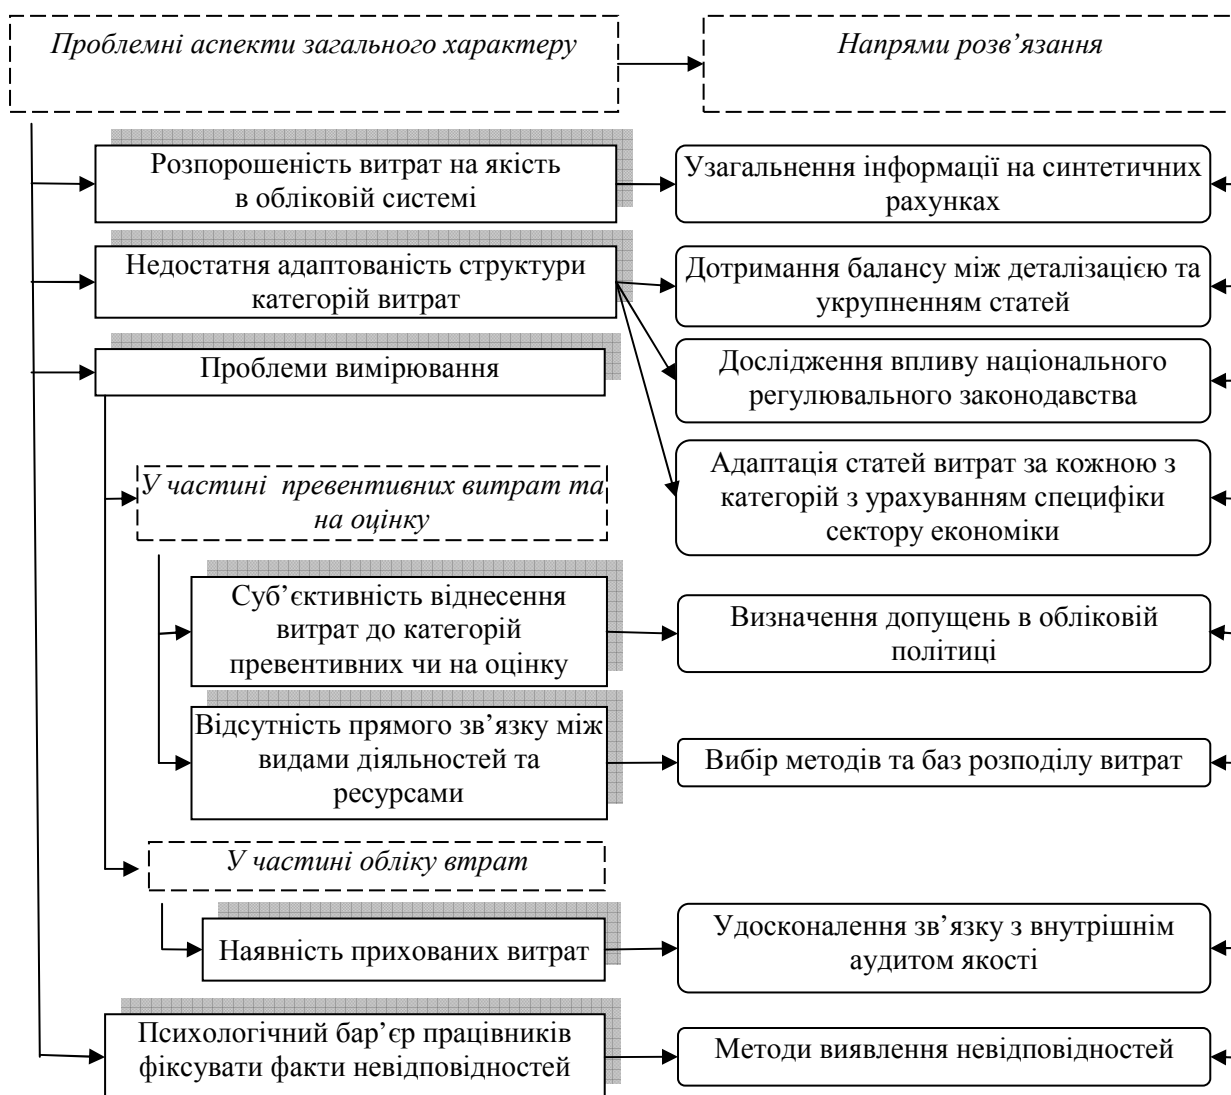 Проблемні аспекти загального характеру
Напрями розв’язання
Розпорошеність витрат на якість
в обліковій системі
Узагальнення інформації на синтетичних
рахунках
Недостатня адаптованість структури
категорій витрат
Дотримання балансу між деталізацією та
укрупненням статей
Проблеми вимірювання
Дослідження впливу національного
регулювального законодавства
У частині превентивних витрат та
на оцінку
Адаптація статей витрат за кожною з
категорій з урахуванням специфіки
сектору економіки
Суб’єктивність віднесення
витрат до категорій
превентивних чи на оцінку
Визначення допущень в обліковій
політиці
Відсутність прямого зв’язку між
видами діяльностей та
ресурсами
Вибір методів та баз розподілу витрат
У частині обліку втрат
Наявність прихованих витрат
Удосконалення зв’язку з внутрішнім
аудитом якості
Психологічний бар’єр працівників
фіксувати факти невідповідностей
Методи виявлення невідповідностей